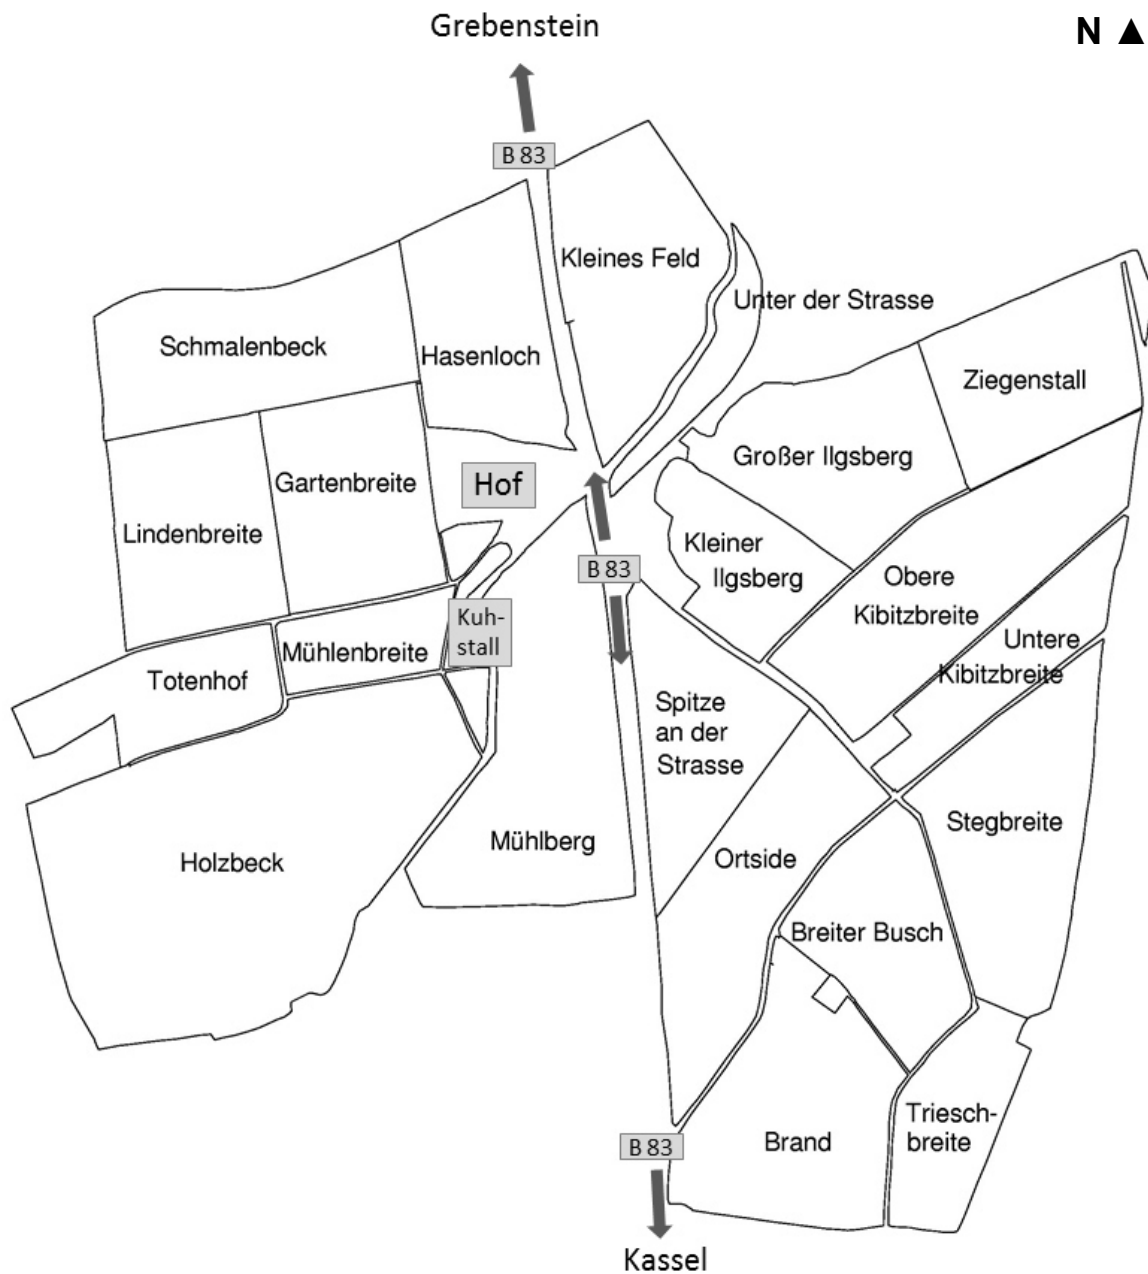 Grebenstein
N ▲
B 83
Kleines Feld
Unter der Strasse
Schmalenbeck
Hasenloch
Ziegenstall
Großer Ilgsberg
Gartenbreite
Hof
Lindenbreite
Kleiner
Ilgsberg
B 83
Obere
Kibitzbreite
Kuh-
stall
Mühlenbreite
Untere
Kibitzbreite
Totenhof
Spitze
an der
Strasse
Stegbreite
Mühlberg
Ortside
Holzbeck
Breiter Busch
Triesch-
breite
Brand
B 83
Kassel